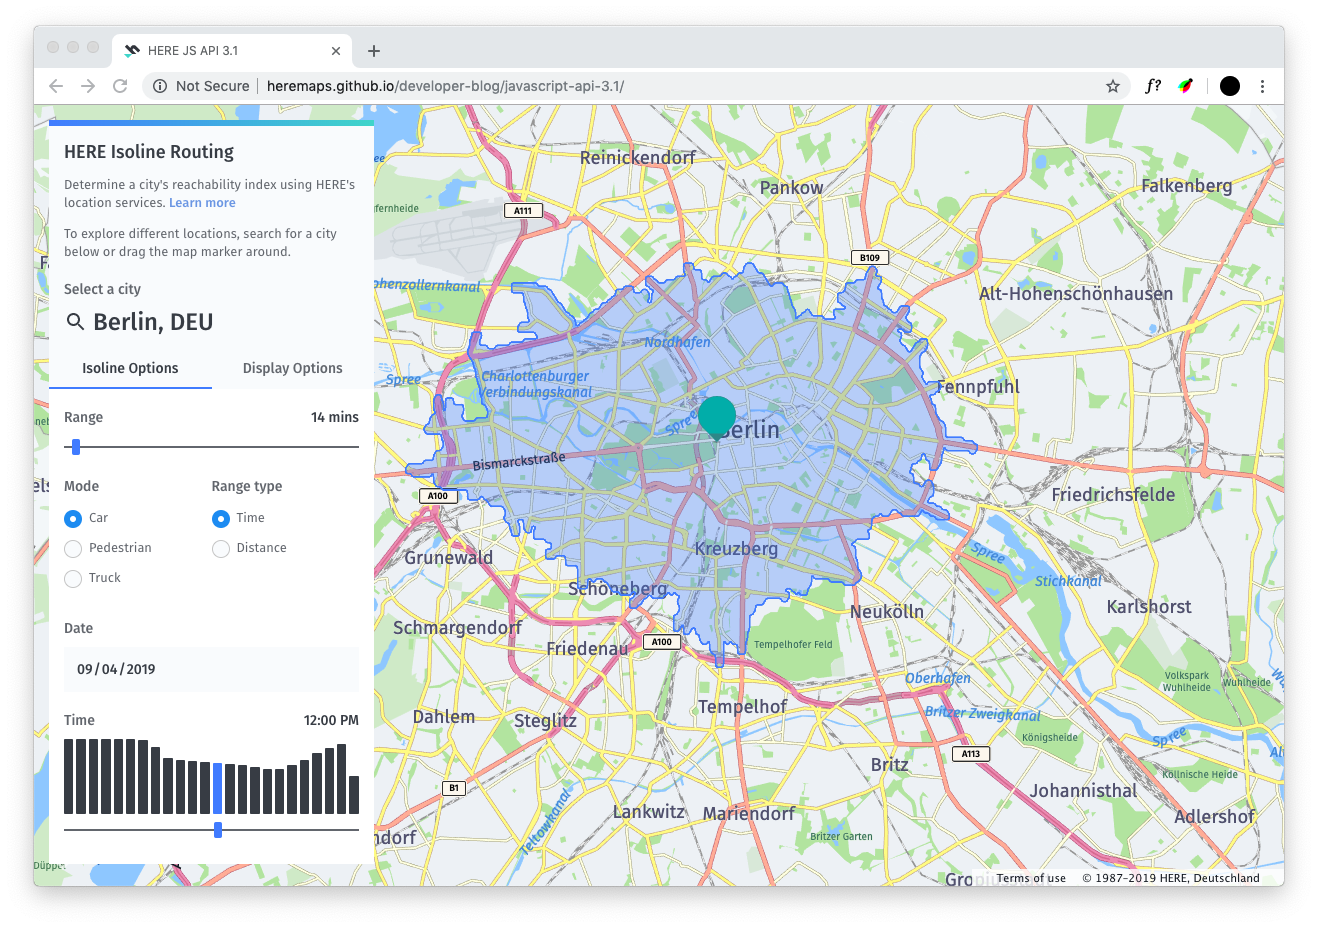 HERE JS API 3.1
Not Secure
heremaps.github.io/developer-blog/javascript-api-3.1/
f?
HERE Isoline Routing
Determine a city's reachability index using HERE's
location services. Learn more
To explore different locations, search for a city
below or drag the map marker around.
Select a city
Berlin, DEU
Isoline Options
Display Options
Range
14 mins
Mode
Range type
Car
Time
Pedestrian
Distance
Truck
Date
09/04/2019
Time
12:00 PM
Reinickendorf
Pankow
Falkenberg
A111
B109
ohenzollernkanal
Alt-Hohenschönhausen
Nordhafen
Spree
Charlottenburger
Verbindungskanal
Fennpfuhl
Spree
Berlin
Bismarckstraße
A100
Friedrichsfelde
Grunewald
Kreuzberg
Spree
Stichkanal
Schöneberg
Karlshorst
Neukölln
Schmargendorf
Friedenau
A100
Tempelhofer Feld
Oberhafen
Volkspark
Wuhlheide
Wuhlheide
Dahlem
Steglitz
Tempelhof
Britzer Zweigkanal
Königsheide
Spree
A113
Britz
Köllnische Heide
B1
Johannisthal
Lankwitz
Mariendorf
Adlershof
Teltowkanal
Britzer Garten
ndorf
Düppel
Terms of use
© 1987–2019 HERE, Deutschland